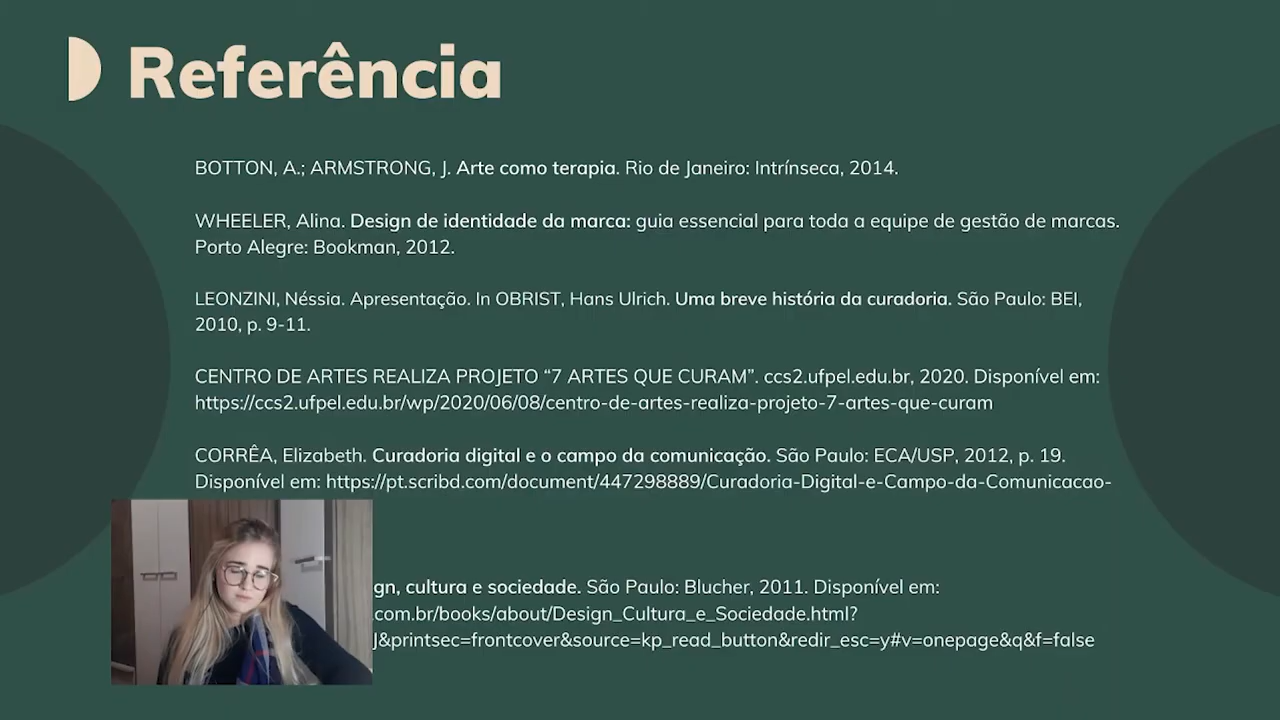 Referência
BOTTON, A.; ARMSTRONG, J. Arte como terapia. Rio de Janeiro: Intrínseca, 2014.
WHEELER, Alina. Design de identidade da marca: guia essencial para toda a equipe de gestão de marcas.
Porto Alegre: Bookman, 2012.
LEONZINI, Néssia. Apresentação. In OBRIST, Hans Ulrich. Uma breve história da curadoria. São Paulo: BEI,
2010, p. 9-11.
CENTRO DE ARTES REALIZA PROJETO “7 ARTES QUE CURAM”. ccs2.ufpel.edu.br, 2020. Disponível em:
https://ccs2.ufpel.edu.br/wp/2020/06/08/centro-de-artes-realiza-projeto-7-artes-que-curam
CORRÊA, Elizabeth. Curadoria digital e o campo da comunicação. São Paulo: ECA/USP, 2012, p. 19.
Disponível em: https://pt.scribd.com/document/447298889/Curadoria-Digital-e-Campo-da-Comunicacao-
gn, cultura e sociedade. São Paulo: Blucher, 2011. Disponível em:
com.br/books/about/Design_Cultura_e_Sociedade.html?
J&printsec=frontcover&source=kp_read_button&redir_esc=y#v=onepage&q&f=false